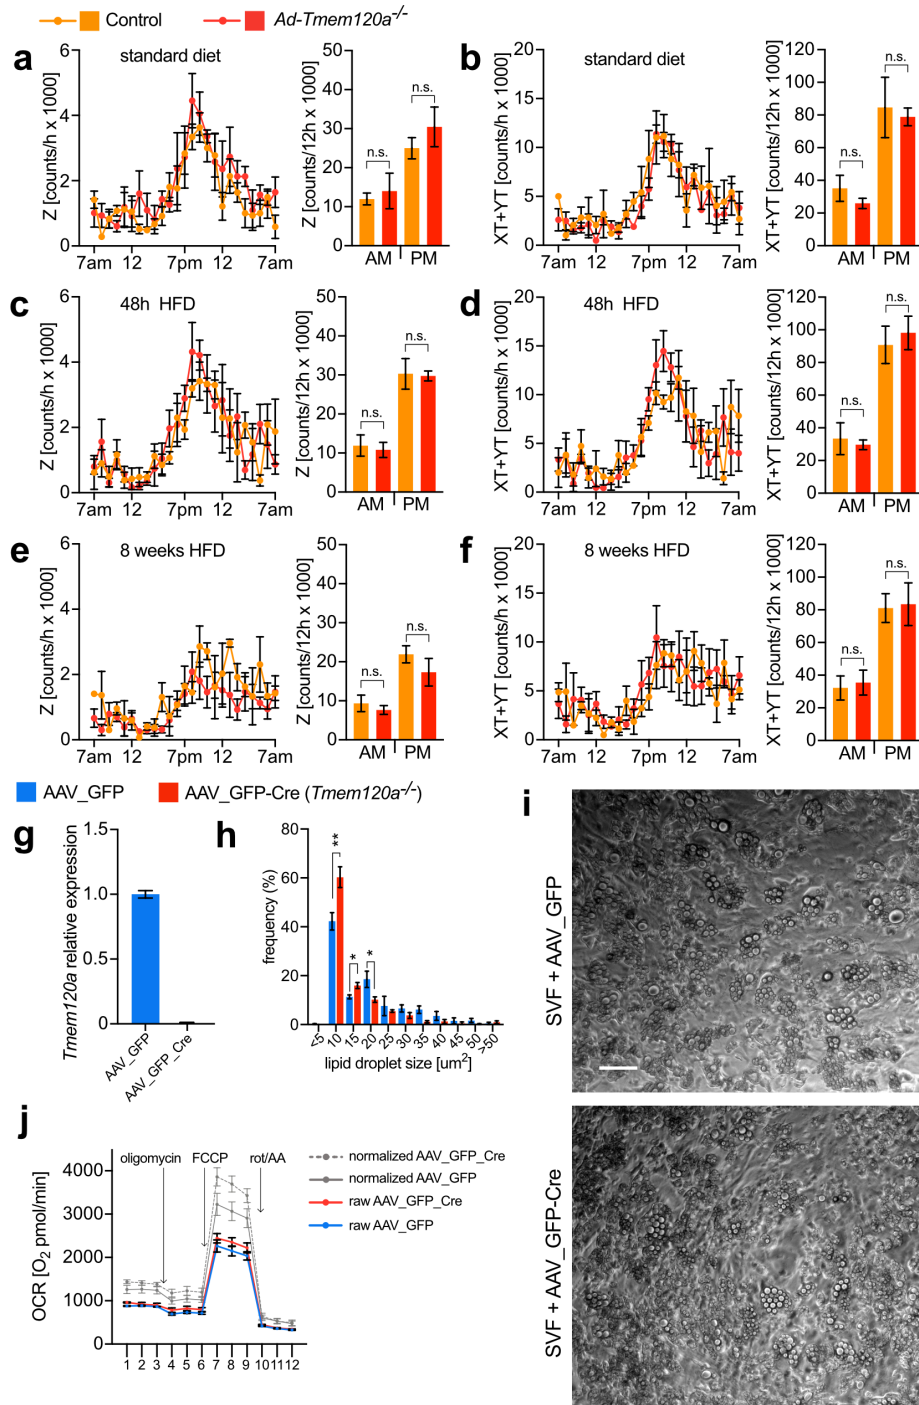 Control Ad-Tmem120a-/-
a
standard diet
Z [counts/h x 1000]
6
4
2
0
7am 12 7pm 12 7am
Z [counts/12h x 1000]
50
40
30
20
10
0
n.s.
n.s.
AM PM
b
standard diet
XT+YT [counts/h x 1000]
20
15
10
5
0
7am 12 7pm 12 7am
XT+YT [counts/12h x 1000]
120
100
80
60
40
20
0
n.s.
n.s.
AM PM
c
48h HFD
Z [counts/h x 1000]
6
4
2
0
7am 12 7pm 12 7am
Z [counts/12h x 1000]
50
40
30
20
10
0
n.s.
n.s.
AM PM
d
48h HFD
XT+YT [counts/h x 1000]
20
15
10
5
0
7am 12 7pm 12 7am
XT+YT [counts/12h x 1000]
120
100
80
60
40
20
0
n.s.
n.s.
AM PM
e
8 weeks HFD
Z [counts/h x 1000]
6
4
2
0
7am 12 7pm 12 7am
Z [counts/12h x 1000]
50
40
30
20
10
0
n.s.
n.s.
AM PM
f
8 weeks HFD
XT+YT [counts/h x 1000]
20
15
10
5
0
7am 12 7pm 12 7am
XT+YT [counts/12h x 1000]
120
100
80
60
40
20
0
n.s.
n.s.
AM PM
AAV_GFP AAV_GFP-Cre (Tmem120a-/-)
g
Tmem120a relative expression
1.5
1.0
0.5
0
AAV_GFP
AAV_GFP_Cre
h
frequency (%)
80
60
40
20
0
**
*
*
<5 10 15 20 25 30 35 40 45 50 >50
lipid droplet size [um2]
i
SVF + AAV_GFP
SVF + AAV_GFP-Cre
j
OCR [O2 pmol/min]
4000
3000
2000
1000
0
oligomycin FCCP rot/AA
normalized AAV_GFP_Cre
normalized AAV_GFP
raw AAV_GFP_Cre
raw AAV_GFP
1 2 3 4 5 6 7 8 9 10 11 12